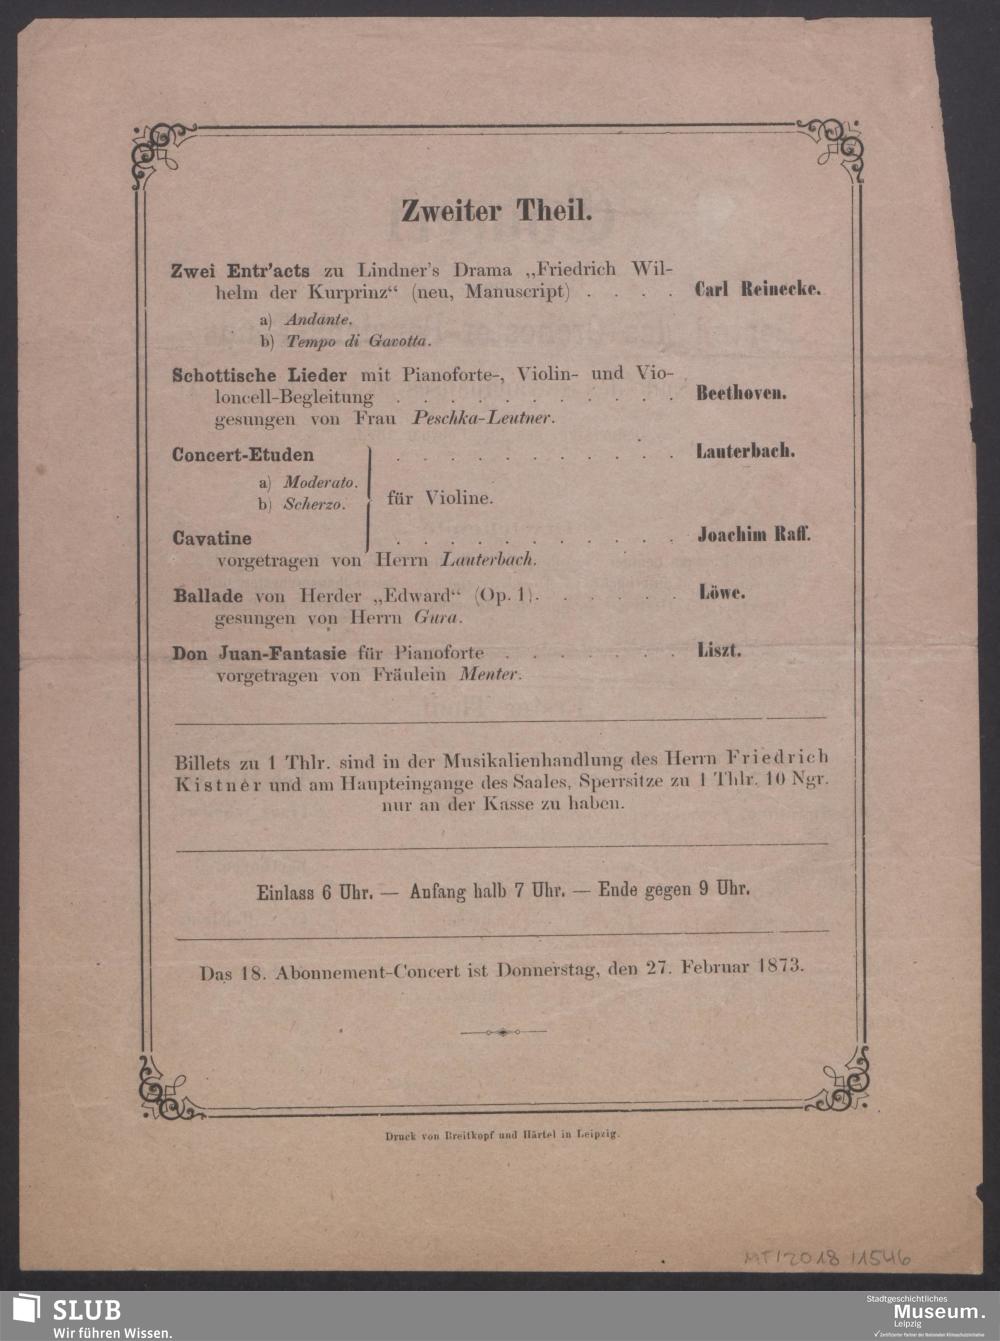 Zweiter Theil.
Zwei Entr'acts zu Lindner's Drama „Friedrich Wil-
helm der Kurprinz“ (neu, Manuscript) . . . . Carl Reinecke.
a) Andante.
b) Tempo di Gavotta.
Schottische Lieder mit Pianoforte-, Violin- und Vio-
loncell-Begleitung . . . . . . . . . . . Beethoven.
gesungen von Frau Peschka-Leutner.
Concert-Etuden . . . . . . . . . . . Lauterbach.
a) Moderato.
b) Scherzo.
für Violine.
Cavatine . . . . . . . . . . . Joachim Raff.
vorgetragen von Herrn Lauterbach.
Ballade von Herder „Edward“ (Op. 1). . . . . . Löwe.
gesungen von Herrn Gura.
Don Juan-Fantasie für Pianoforte . . . . . . . Liszt.
vorgetragen von Fräulein Menter.
Billets zu 1 Thlr. sind in der Musikalienhandlung des Herrn Friedrich
Kistner und am Haupteingange des Saales, Sperrsitze zu 1 Thlr. 10 Ngr.
nur an der Kasse zu haben.
Einlass 6 Uhr. — Anfang halb 7 Uhr. — Ende gegen 9 Uhr.
Das 18. Abonnement-Concert ist Donnerstag, den 27. Februar 1873.
Druck von Breitkopf und Härtel in Leipzig.
MT/2018/1546
SLUB
Wir führen Wissen.
Stadtgeschichtliches
Museum.
Leipzig